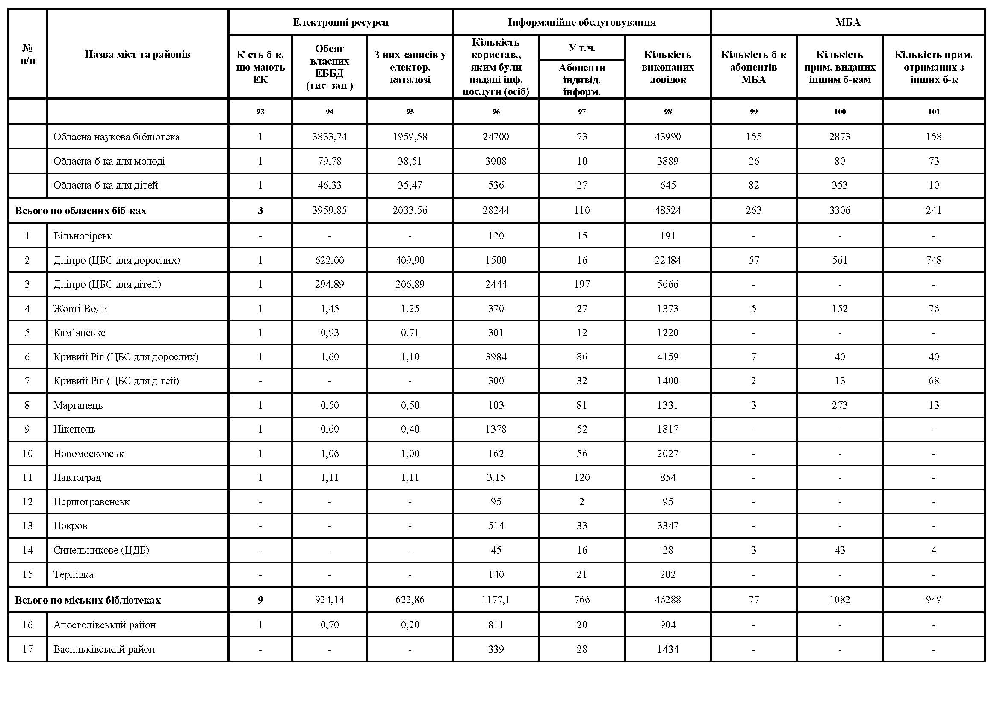 № п/п | Назва міст та районів | Електронні ресурси | Інформаційне обслуговування | МБА
К-сть б-к, що мають ЕК | Обсяг власних ЕББД (тис. зап.) | З них записів у електор. каталозі | Кількість користав., яким були надані інф. послуги (осіб) | У т.ч. Абоненти індивід. інформ. | Кількість виконаних довідок | Кількість б-к абонентів МБА | Кількість прим. виданих іншим б-кам | Кількість прим. отриманих з інших б-к
93 | 94 | 95 | 96 | 97 | 98 | 99 | 100 | 101
Обласна наукова бібліотека | 1 | 3833,74 | 1959,58 | 24700 | 73 | 43990 | 155 | 2873 | 158
Обласна б-ка для молоді | 1 | 79,78 | 38,51 | 3008 | 10 | 3889 | 26 | 80 | 73
Обласна б-ка для дітей | 1 | 46,33 | 35,47 | 536 | 27 | 645 | 82 | 353 | 10
Всього по обласних біб-ках | 3 | 3959,85 | 2033,56 | 28244 | 110 | 48524 | 263 | 3306 | 241
1 | Вільногірськ | - | - | - | 120 | 15 | 191 | - | - | -
2 | Дніпро (ЦБС для дорослих) | 1 | 622,00 | 409,90 | 1500 | 16 | 22484 | 57 | 561 | 748
3 | Дніпро (ЦБС для дітей) | 1 | 294,89 | 206,89 | 2444 | 197 | 5666 | - | - | -
4 | Жовті Води | 1 | 1,45 | 1,25 | 370 | 27 | 1373 | 5 | 152 | 76
5 | Кам’янське | 1 | 0,93 | 0,71 | 301 | 12 | 1220 | - | - | -
6 | Кривий Ріг (ЦБС для дорослих) | 1 | 1,60 | 1,10 | 3984 | 86 | 4159 | 7 | 40 | 40
7 | Кривий Ріг (ЦБС для дітей) | - | - | - | 300 | 32 | 1400 | 2 | 13 | 68
8 | Марганець | 1 | 0,50 | 0,50 | 103 | 81 | 1331 | 3 | 273 | 13
9 | Нікополь | 1 | 0,60 | 0,40 | 1378 | 52 | 1817 | - | - | -
10 | Новомосковськ | 1 | 1,06 | 1,00 | 162 | 56 | 2027 | - | - | -
11 | Павлоград | 1 | 1,11 | 1,11 | 3,15 | 120 | 854 | - | - | -
12 | Першотравенськ | - | - | - | 95 | 2 | 95 | - | - | -
13 | Покров | - | - | - | 514 | 33 | 3347 | - | - | -
14 | Синельникове (ЦДБ) | - | - | - | 45 | 16 | 28 | 3 | 43 | 4
15 | Тернівка | - | - | - | 140 | 21 | 202 | - | - | -
Всього по міських бібліотеках | 9 | 924,14 | 622,86 | 1177,1 | 766 | 46288 | 77 | 1082 | 949
16 | Апостолівський район | 1 | 0,70 | 0,20 | 811 | 20 | 904 | - | - | -
17 | Васильківський район | - | - | - | 339 | 28 | 1434 | - | - | -